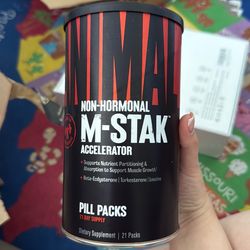 ANIMAL
NON-HORMONAL
M-STAK
ACCELERATOR
• Supports Nutrient Partitioning &
Absorption to Support Muscle Growth
• Beta-Ecdysterone | Turkesterone |
PILL PACKS
21 DAY SUPPLY
Dietary Supplement | 21 Packs